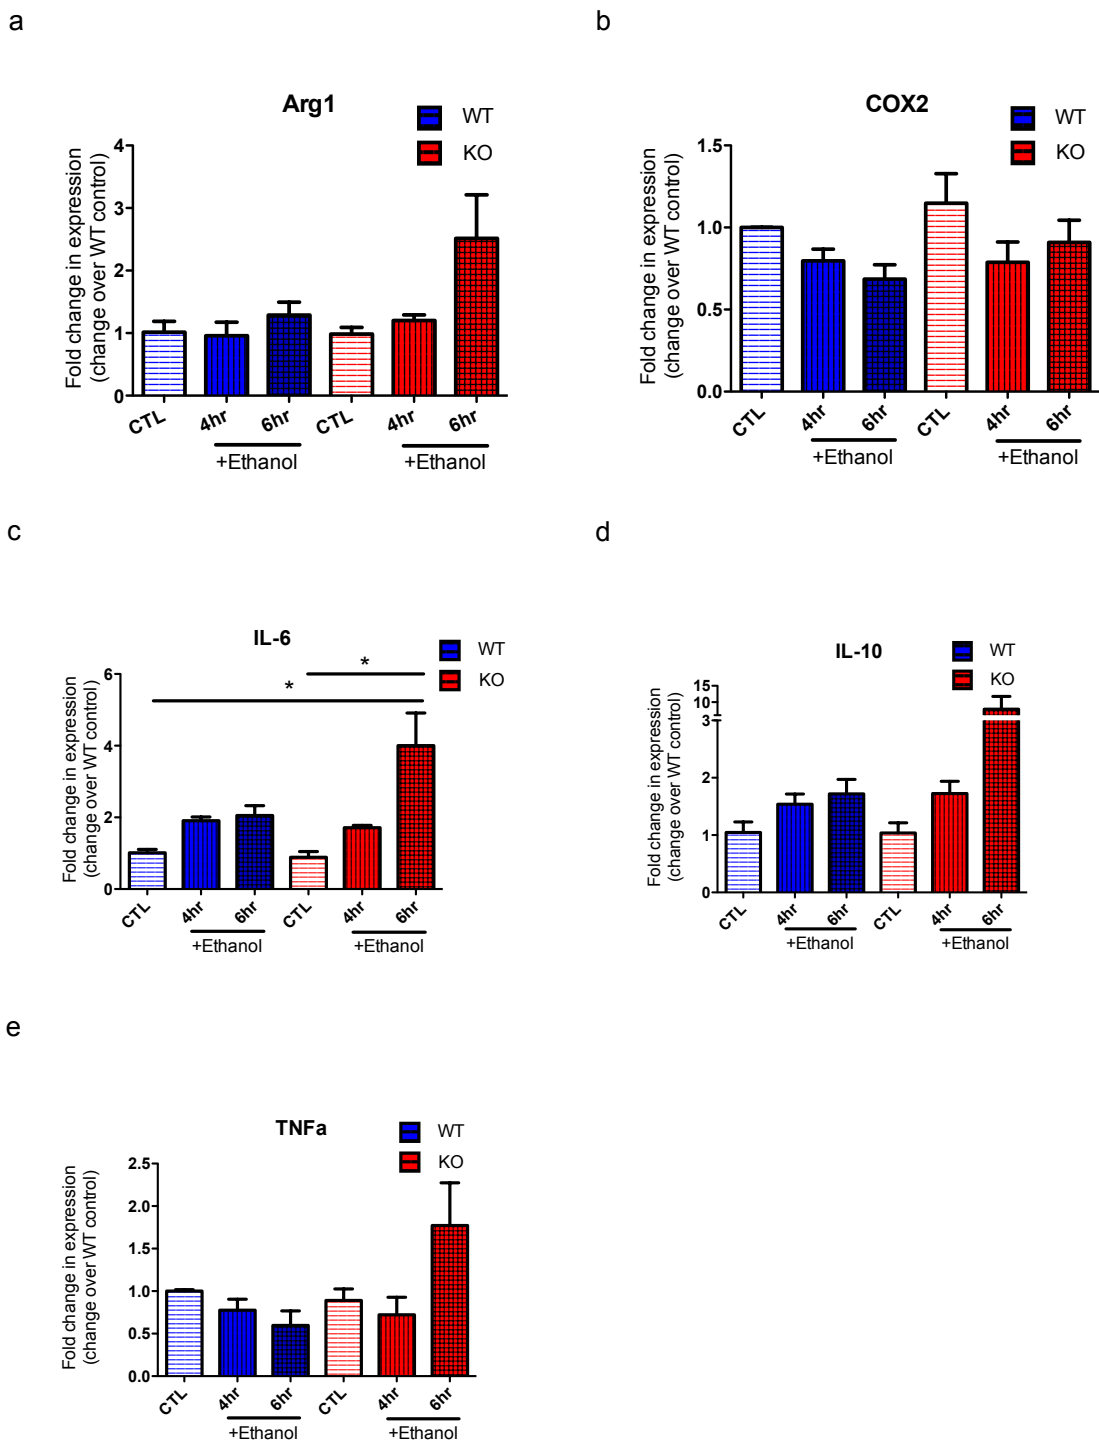 a
Arg1
WT
KO
Fold change in expression
(change over WT control)
4
3
2
1
0
CTL 4hr 6hr CTL 4hr 6hr
+Ethanol +Ethanol
b
COX2
WT
KO
Fold change in expression
(change over WT control)
1.5
1.0
0.5
0.0
CTL 4hr 6hr CTL 4hr 6hr
+Ethanol +Ethanol
c
IL-6
WT
KO
Fold change in expression
(change over WT control)
6
4
2
0
*
*
CTL 4hr 6hr CTL 4hr 6hr
+Ethanol +Ethanol
d
IL-10
WT
KO
Fold change in expression
(change over WT control)
15
10
3
2
1
0
CTL 4hr 6hr CTL 4hr 6hr
+Ethanol +Ethanol
e
TNFa
WT
KO
Fold change in expression
(change over WT control)
2.5
2.0
1.5
1.0
0.5
0.0
CTL 4hr 6hr CTL 4hr 6hr
+Ethanol +Ethanol